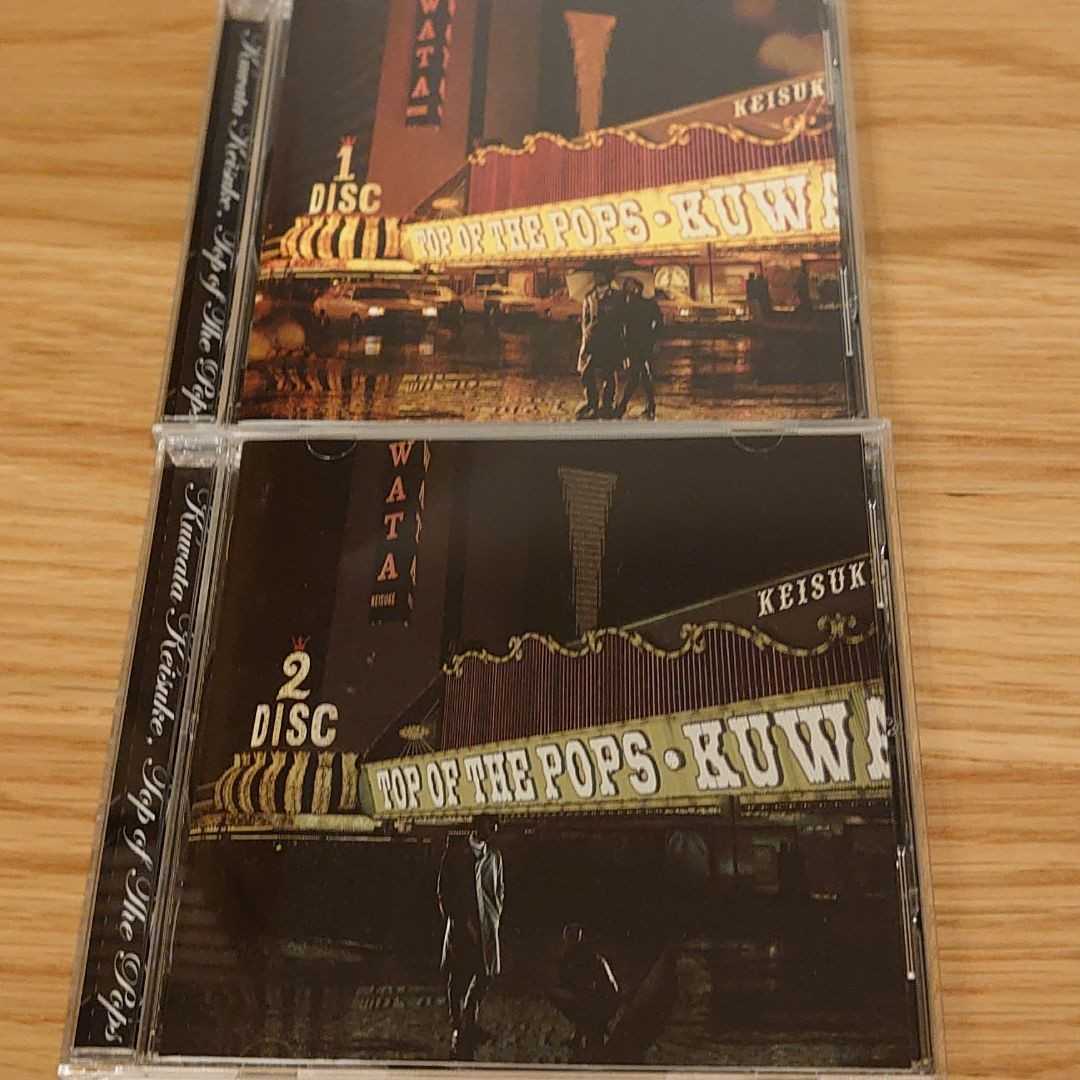 Kuwata Keisuke. Top of The Pops
WATA
KEISUK
1
DISC
TOP OF THE POPS・KUWA
Kuwata Keisuke. Top of The Pops
WATA
KEISUKE
KEISUK
2
DISC
TOP OF THE POPS・KUWA